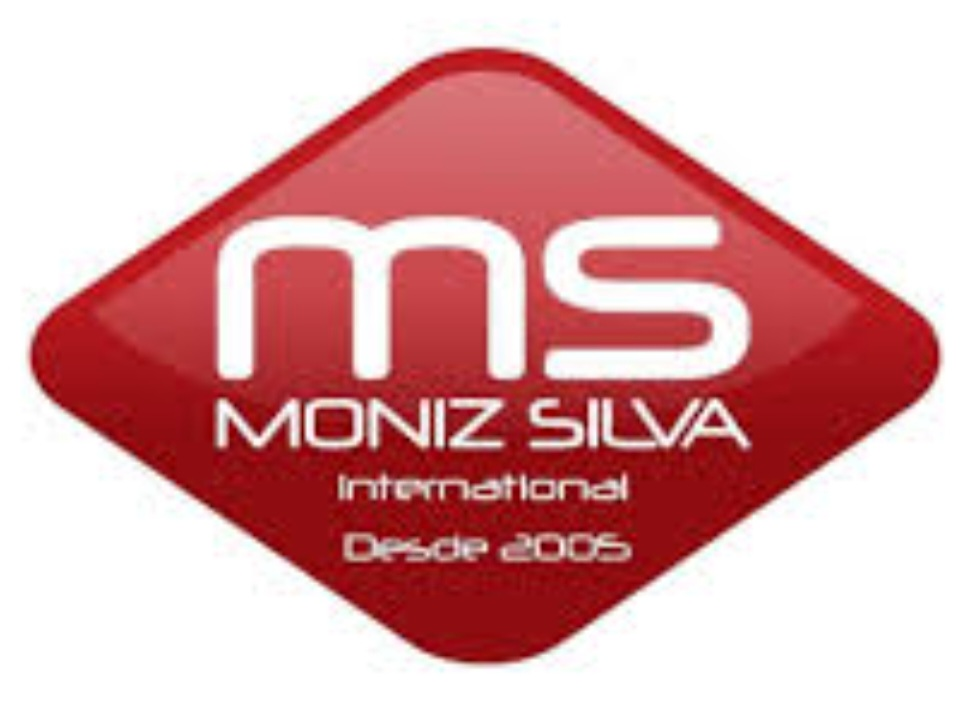 ms
MONIZ SILVA
International
Desde 2005